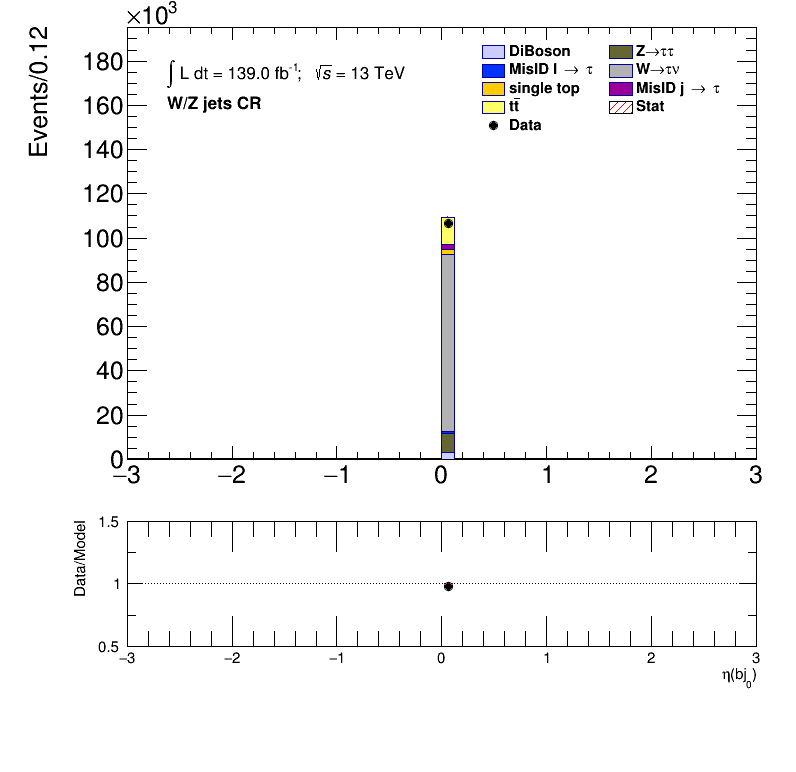 ×10³
Events/0.12
180
160
140
120
100
80
60
40
20
0
−3 −2 −1 0 1 2 3
∫ L dt = 139.0 fb⁻¹; √s = 13 TeV
W/Z jets CR
DiBoson
MisID l → τ
single top
tt̄
Data
Z→ττ
W→τν
MisID j → τ
Stat
Data/Model
1.5
1
0.5
−3 −2 −1 0 1 2 3
η(bj₀)